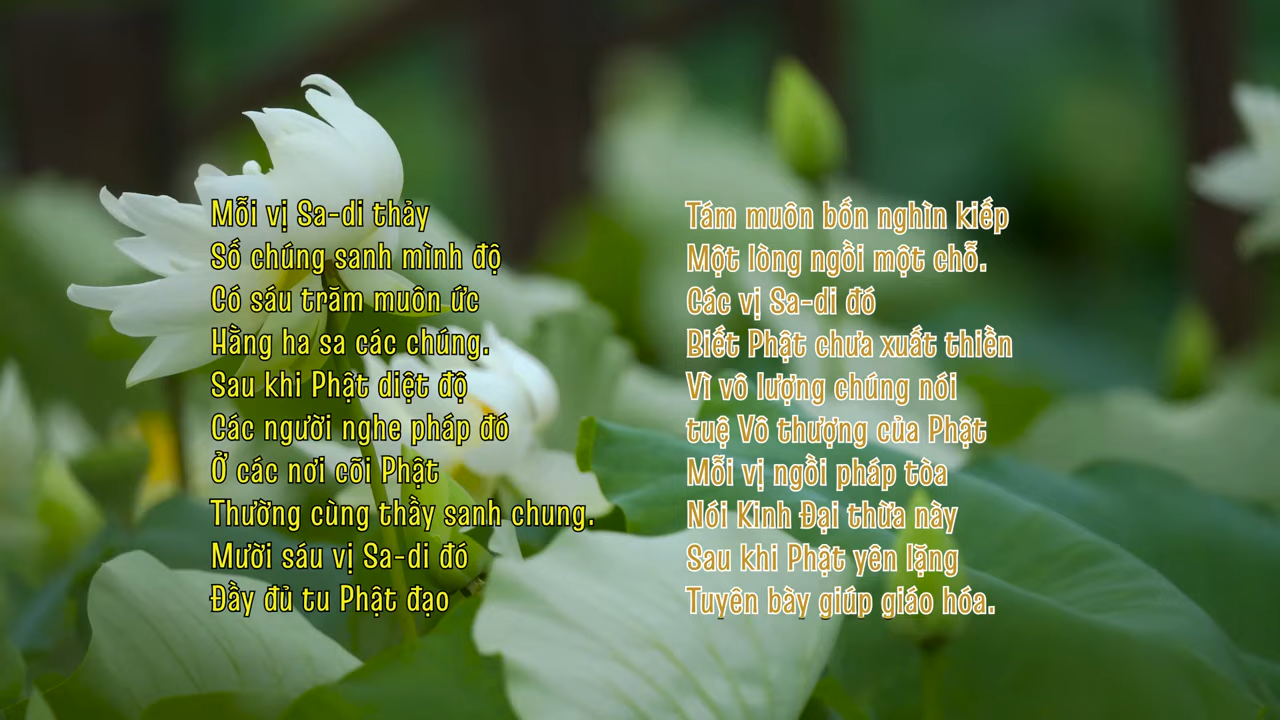 Mỗi vị Sa-di thảy
Số chúng sanh mình độ
Có sáu trăm muôn ức
Hằng ha sa các chúng.
Sau khi Phật diệt độ
Các người nghe pháp đó
Ở các nơi cõi Phật
Thường cùng thầy sanh chung.
Mười sáu vị Sa-di đó
Đầy đủ tu Phật đạo
Tám muôn bốn nghìn kiếp
Một lòng ngồi một chỗ.
Các vị Sa-di đó
Biết Phật chưa xuất thiền
Vì vô lượng chúng nói
tuệ Vô thượng của Phật
Mỗi vị ngồi pháp tòa
Nói Kinh Đại thừa này
Sau khi Phật yên lặng
Tuyên bày giúp giáo hóa.